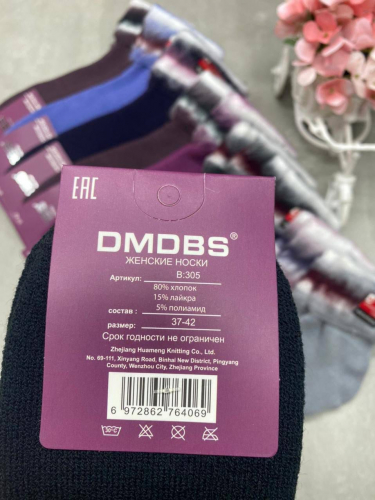 EAC
DMDBS®
ЖЕНСКИЕ НОСКИ
Артикул: B:305
80% хлопок
15% лайкра
состав : 5% полиамид
размер: 37-42
Срок годности не ограничен
Zhejiang Huameng Knitting Co., Ltd.
No. 69-111, Xinyang Road, Binhai New District, Pingyang
County, Wenzhou City, Zhejiang Province
6 972862 764069